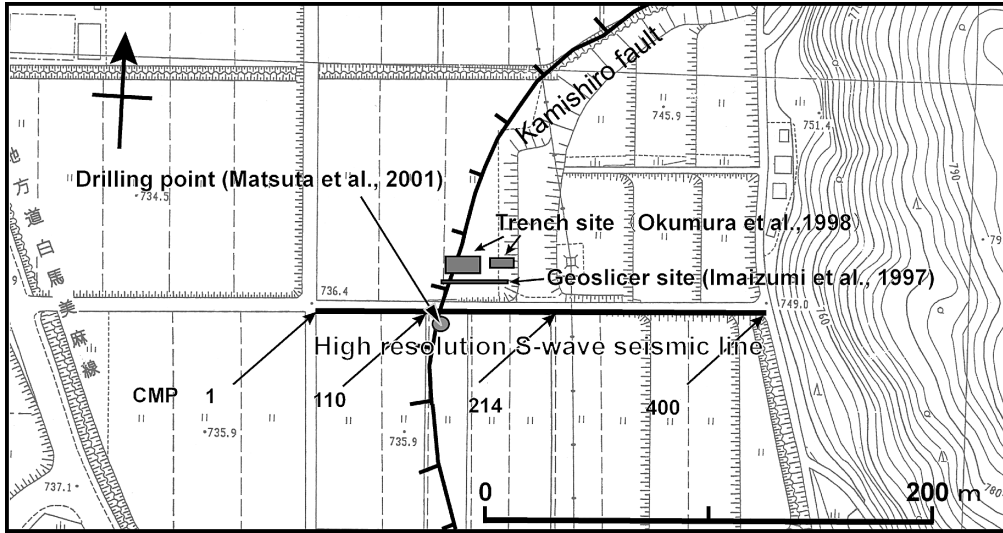 Kamishiro fault
745.9
751.4
790
Drilling point (Matsuta et al., 2001)
734.5
Trench site (Okumura et al.,1998)
Geoslicer site (Imaizumi et al., 1997)
736.4
749.0
760
地方道白馬美麻線
High resolution S-wave seismic line
CMP 1
110
214
400
735.9
735.9
737.1
0
200 m